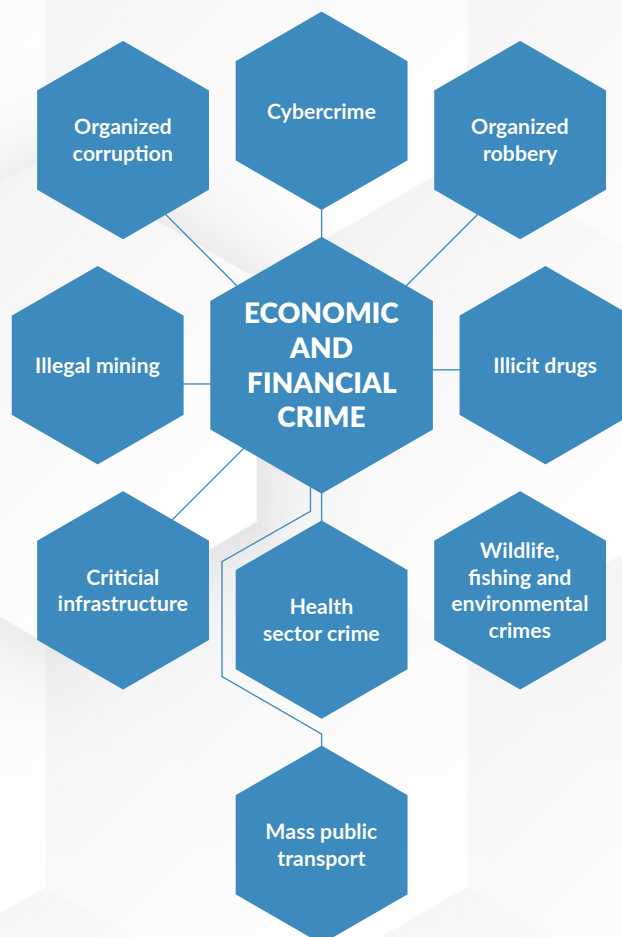 Organized
corruption
Cybercrime
Organized
robbery
Illegal mining
ECONOMIC
AND
FINANCIAL
CRIME
Illicit drugs
Criticial
infrastructure
Health
sector crime
Wildlife,
fishing and
environmental
crimes
Mass public
transport